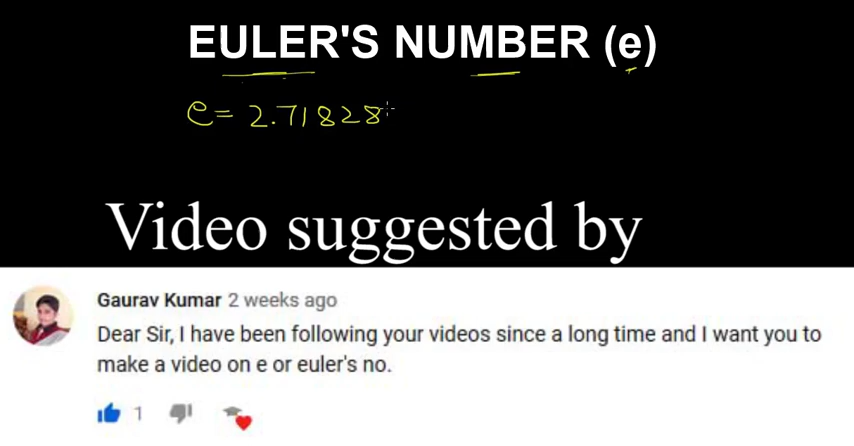 EULER'S NUMBER (e)
e = 2.71828
Video suggested by
Gaurav Kumar 2 weeks ago
Dear Sir, I have been following your videos since a long time and I want you to
make a video on e or euler's no.
1